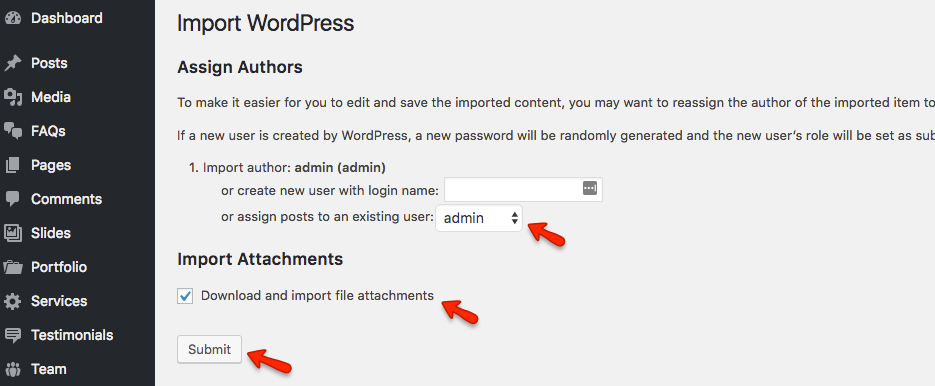 Dashboard
Posts
Media
FAQs
Pages
Comments
Slides
Portfolio
Services
Testimonials
Team
Import WordPress
Assign Authors
To make it easier for you to edit and save the imported content, you may want to reassign the author of the imported item to
If a new user is created by WordPress, a new password will be randomly generated and the new user's role will be set as sub
1. Import author: admin (admin)
or create new user with login name:
or assign posts to an existing user: admin
Import Attachments
Download and import file attachments
Submit